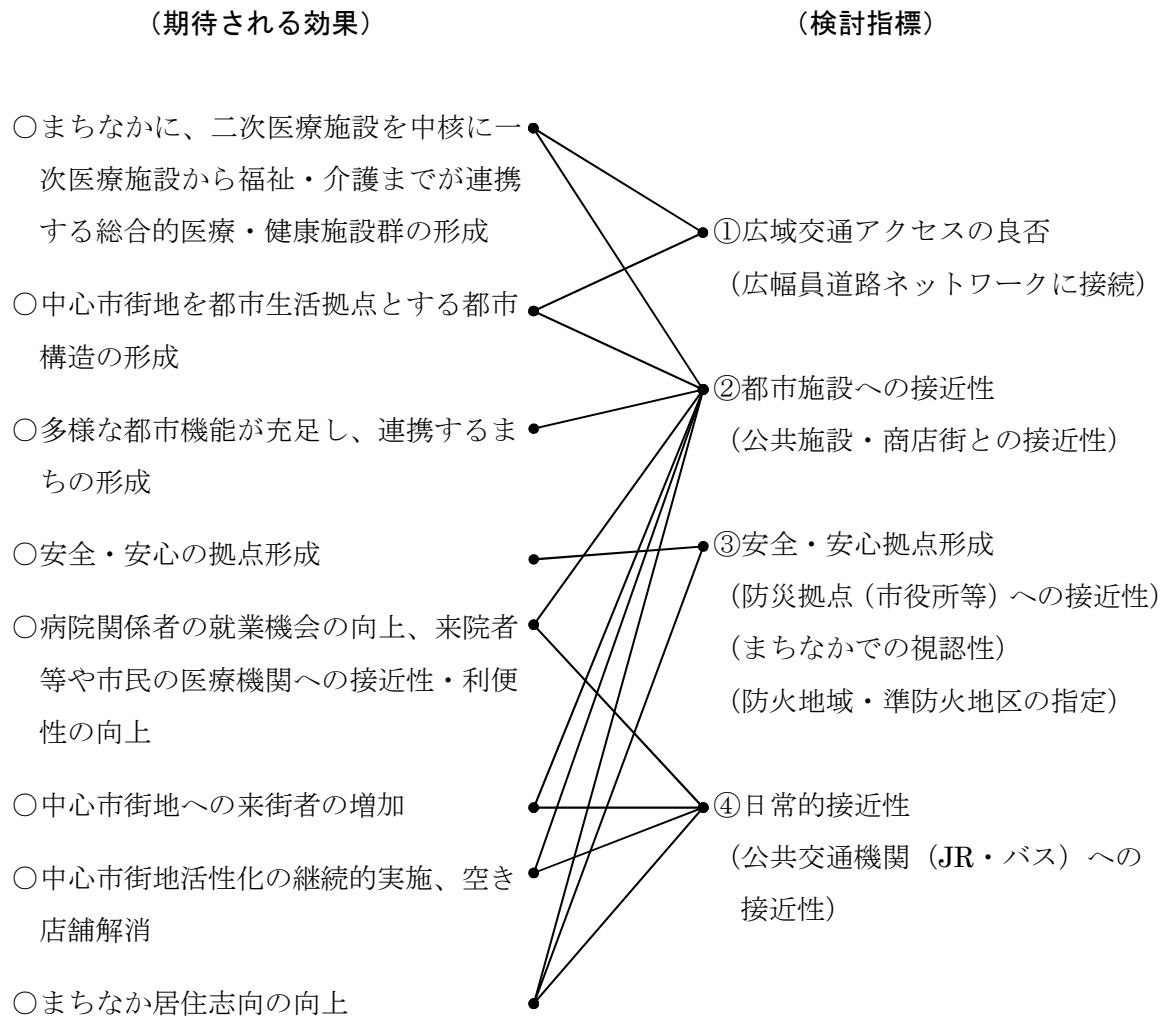 （期待される効果）
○まちなかに、二次医療施設を中核に一
次医療施設から福祉・介護までが連携
する総合的医療・健康施設群の形成
○中心市街地を都市生活拠点とする都市
構造の形成
○多様な都市機能が充足し、連携するま
ちの形成
○安全・安心の拠点形成
○病院関係者の就業機会の向上、来院者
等や市民の医療機関への接近性・利便
性の向上
○中心市街地への来街者の増加
○中心市街地活性化の継続的実施、空き
店舗解消
○まちなか居住志向の向上
（検討指標）
①広域交通アクセスの良否
（広幅員道路ネットワークに接続）
②都市施設への接近性
（公共施設・商店街との接近性）
③安全・安心拠点形成
（防災拠点（市役所等）への接近性）
（まちなかでの視認性）
（防火地域・準防火地区の指定）
④日常的接近性
（公共交通機関（JR・バス）への
接近性）